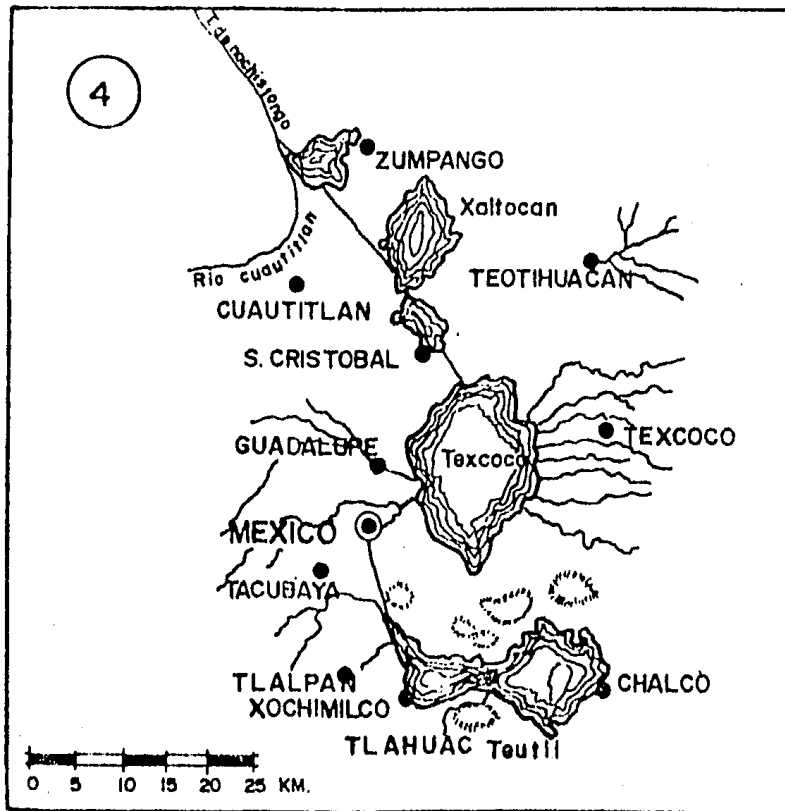 T. de nochistongo
4
ZUMPANGO
Xaltocan
Río cuautitlan
TEOTIHUACAN
CUAUTITLAN
S. CRISTOBAL
GUADALUPE
Texcoco
TEXCOCO
MEXICO
TACUBAYA
TLALPAN
CHALCO
XOCHIMILCO
TLAHUAC Teutli
0 5 10 15 20 25 KM.